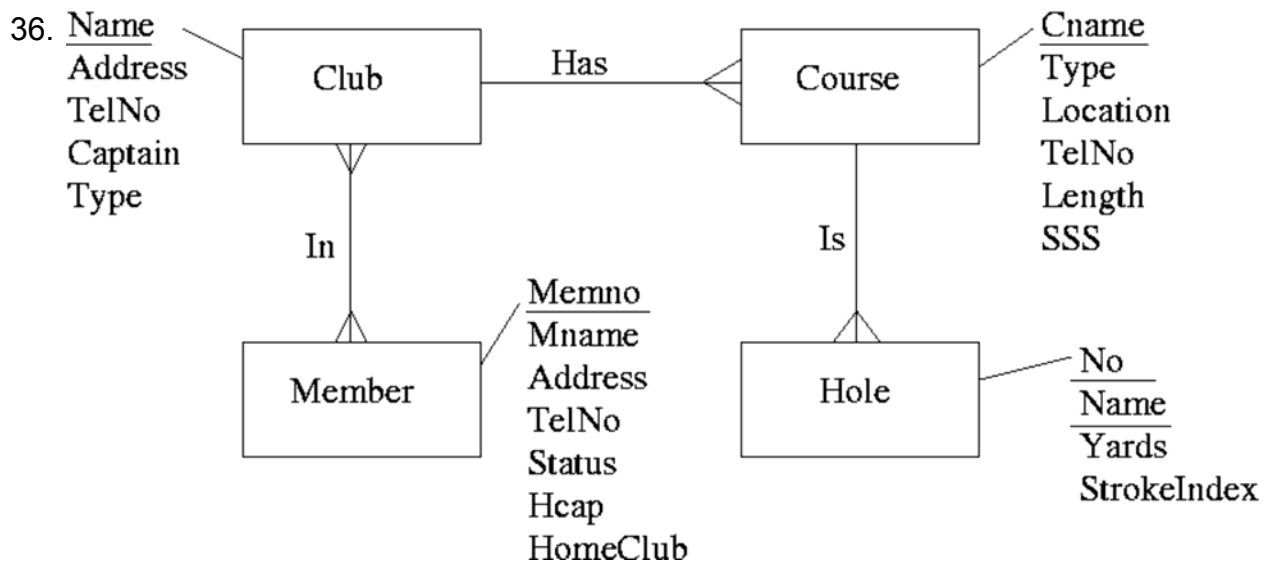 36.
Name
Address
TelNo
Captain
Type
Club
Has
Course
Cname
Type
Location
TelNo
Length
SSS
In
Is
Member
Memno
Mname
Address
TelNo
Status
Hcap
HomeClub
Hole
No
Name
Yards
StrokeIndex